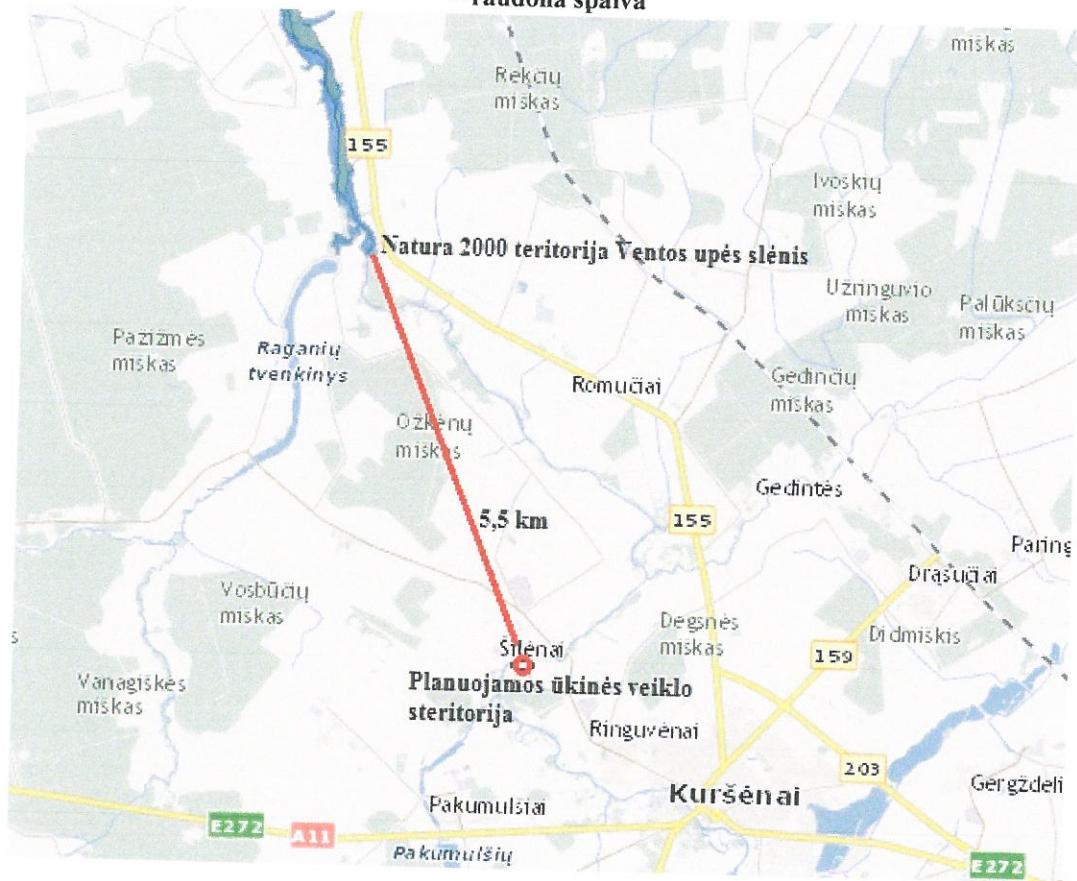 raudona spalva
miškas
Rekčių
miškas
155
Ivoskių
miškas
Natura 2000 teritorija Ventos upės slėnis
Užringuvio
miškas
Palūksčių
miškas
Pažižmės
miškas
Raganių
tvenkinys
Romučiai
Gedinčių
miškas
Ožkėnų
miškas
Gedintės
5,5 km
155
Paring
Drąsučiai
Vosbūčių
miškas
Degsnės
miškas
Didmiškis
s
Šilėnai
159
Vanagiškės
miškas
Planuojamos ūkinės veiklo
steritorija
Ringuvėnai
203
Gergždeli
Kuršėnai
Pakumulšiai
E272
A11
Pakumulšių
E272